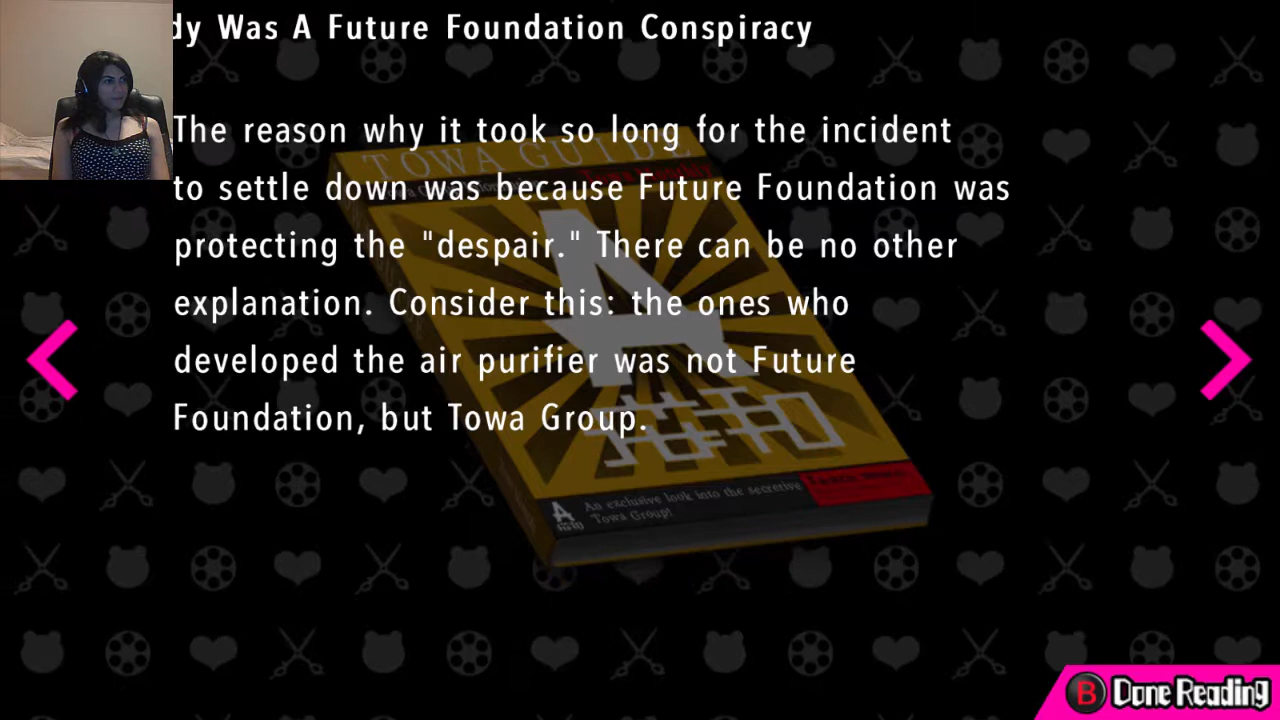 dy Was A Future Foundation Conspiracy
The reason why it took so long for the incident
to settle down was because Future Foundation was
protecting the "despair." There can be no other
explanation. Consider this: the ones who
developed the air purifier was not Future
Foundation, but Towa Group.
TOWA GUIDE
An exclusive look into the secretive
Towa Group!
B Done Reading